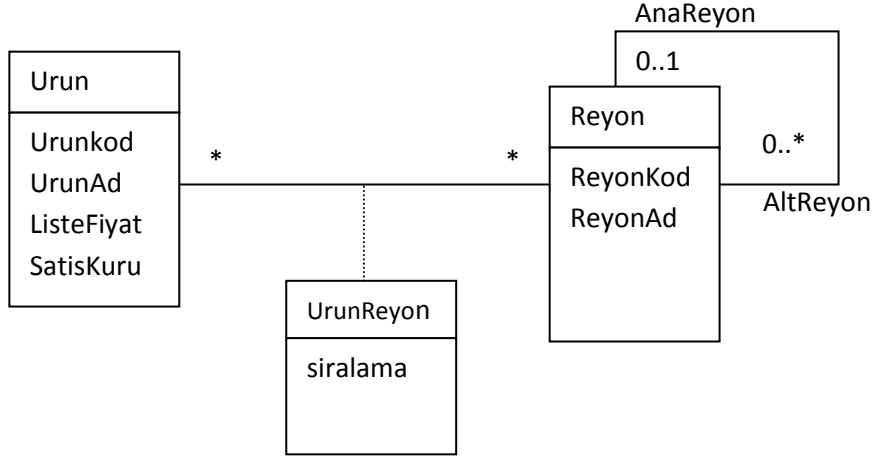 AnaReyon
0..1
Urun
Urunkod
UrunAd
ListeFiyat
SatisKuru
*
*
Reyon
ReyonKod
ReyonAd
0..*
AltReyon
UrunReyon
siralama